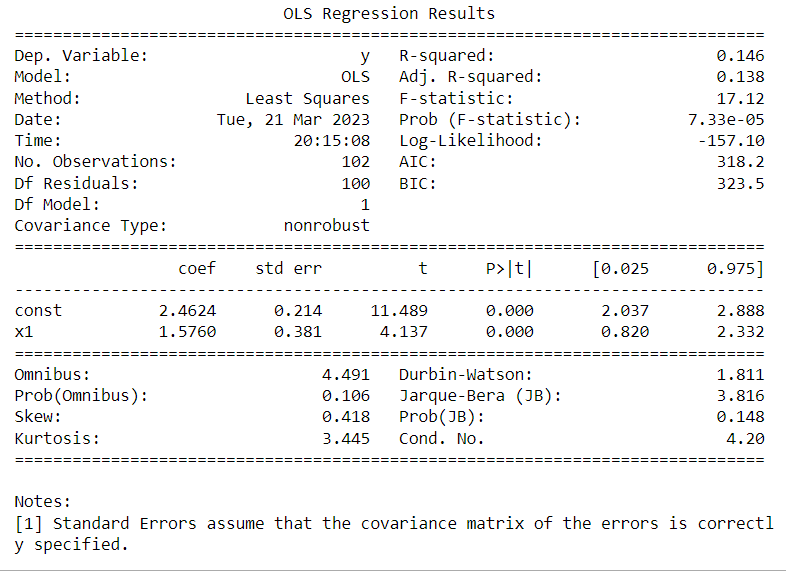 OLS Regression Results
==============================================================================
Dep. Variable:                      y   R-squared:                       0.146
Model:                            OLS   Adj. R-squared:                  0.138
Method:                 Least Squares   F-statistic:                     17.12
Date:                Tue, 21 Mar 2023   Prob (F-statistic):           7.33e-05
Time:                        20:15:08   Log-Likelihood:                -157.10
No. Observations:                 102   AIC:                             318.2
Df Residuals:                     100   BIC:                             323.5
Df Model:                           1
Covariance Type:            nonrobust
==============================================================================
                 coef    std err          t      P>|t|      [0.025      0.975]
------------------------------------------------------------------------------
const          2.4624      0.214     11.489      0.000       2.037       2.888
x1             1.5760      0.381      4.137      0.000       0.820       2.332
==============================================================================
Omnibus:                        4.491   Durbin-Watson:                   1.811
Prob(Omnibus):                  0.106   Jarque-Bera (JB):                3.816
Skew:                           0.418   Prob(JB):                        0.148
Kurtosis:                       3.445   Cond. No.                         4.20
==============================================================================
Notes:
[1] Standard Errors assume that the covariance matrix of the errors is correctl
y specified.